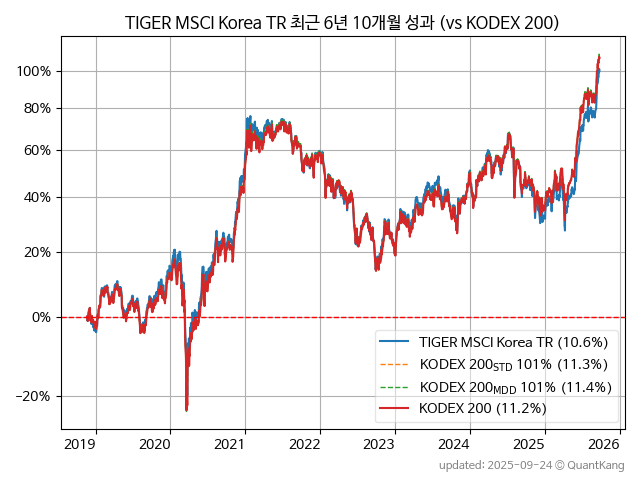 TIGER MSCI Korea TR 최근 6년 10개월 성과 (vs KODEX 200)
100%
80%
60%
40%
20%
0%
−20%
TIGER MSCI Korea TR (10.6%)
KODEX 200STD 101% (11.3%)
KODEX 200MDD 101% (11.4%)
KODEX 200 (11.2%)
2019 2020 2021 2022 2023 2024 2025 2026
updated: 2025-09-24 © QuantKang